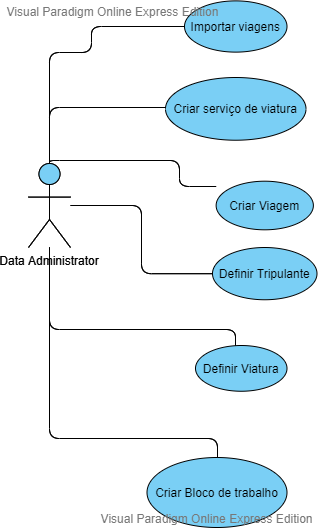 Visual Paradigm Online Express Edition
Importar viagens
Criar serviço de viatura
Criar Viagem
Data Administrator
Definir Tripulante
Definir Viatura
Criar Bloco de trabalho
Visual Paradigm Online Express Edition